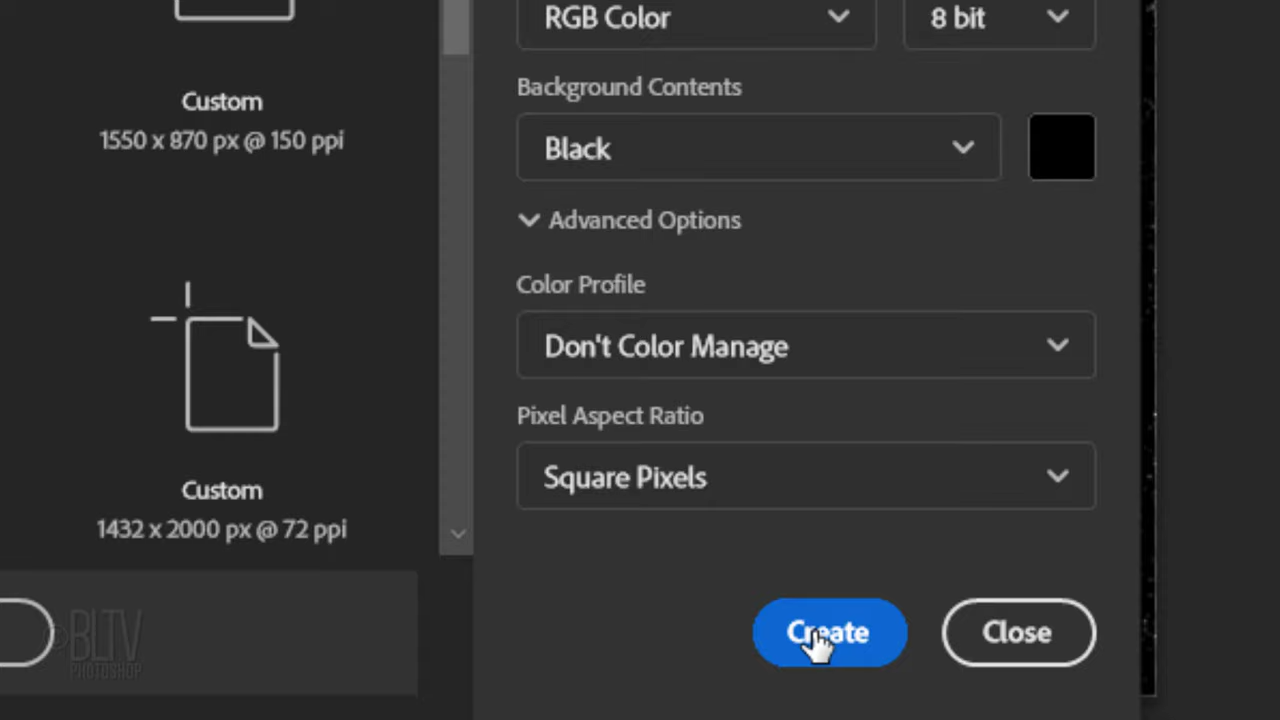 RGB Color
8 bit
Background Contents
Black
Advanced Options
Color Profile
Don't Color Manage
Pixel Aspect Ratio
Square Pixels
Create
Close
Custom
1550 x 870 px @ 150 ppi
Custom
1432 x 2000 px @ 72 ppi
©BLTV
PHOTOSHOP